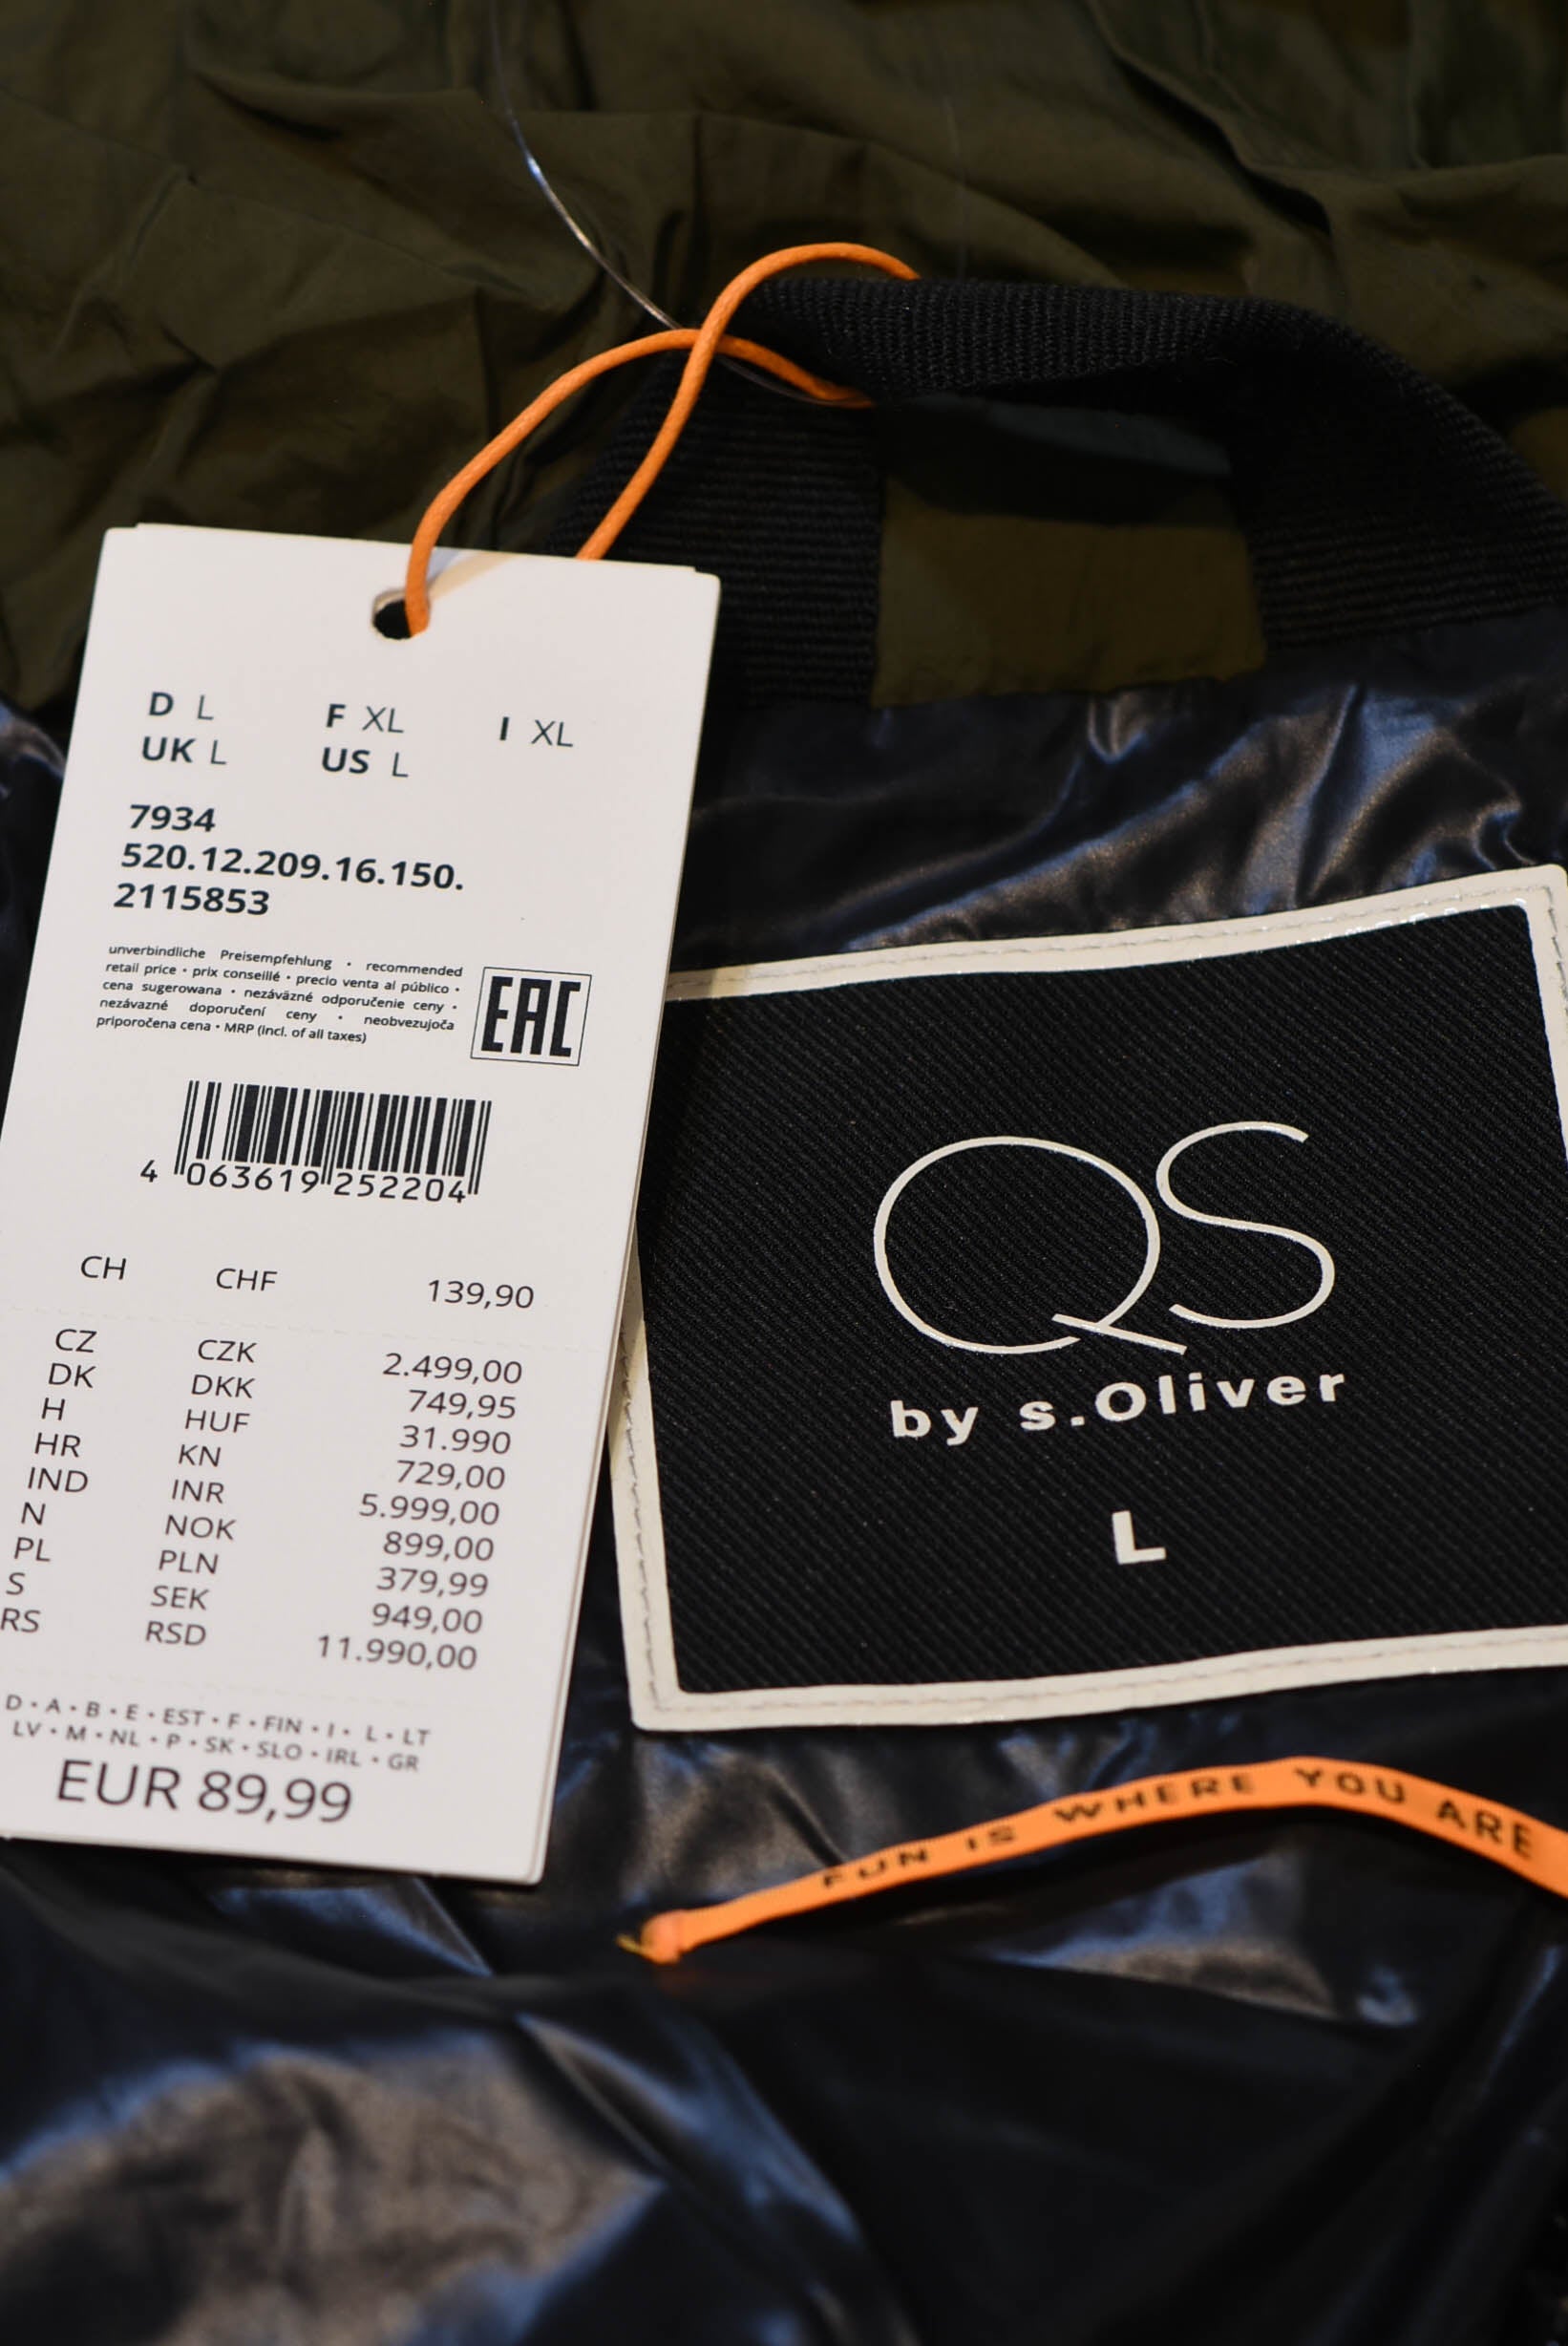 D L F XL I XL
UK L US L
7934
520.12.209.16.150.
2115853
unverbindliche Preisempfehlung • recommended
retail price • prix conseillé • precio venta al público •
cena sugerowana • nezáväzné odporučenie ceny •
nezávazné doporučení ceny • neobvezujoča
priporočena cena • MRP (incl. of all taxes)
EAC
4 063619 252204
CH CHF 139,90
CZ CZK 2.499,00
DK DKK 749,95
H HUF 31.990
HR KN 729,00
IND INR 5.999,00
N NOK 899,00
PL PLN 379,99
S SEK 949,00
RS RSD 11.990,00
D • A • B • E • EST • F • FIN • I • L • LT
LV • M • NL • P • SK • SLO • IRL • GR
EUR 89,99
QS
by s.Oliver
L
FUN IS WHERE YOU ARE